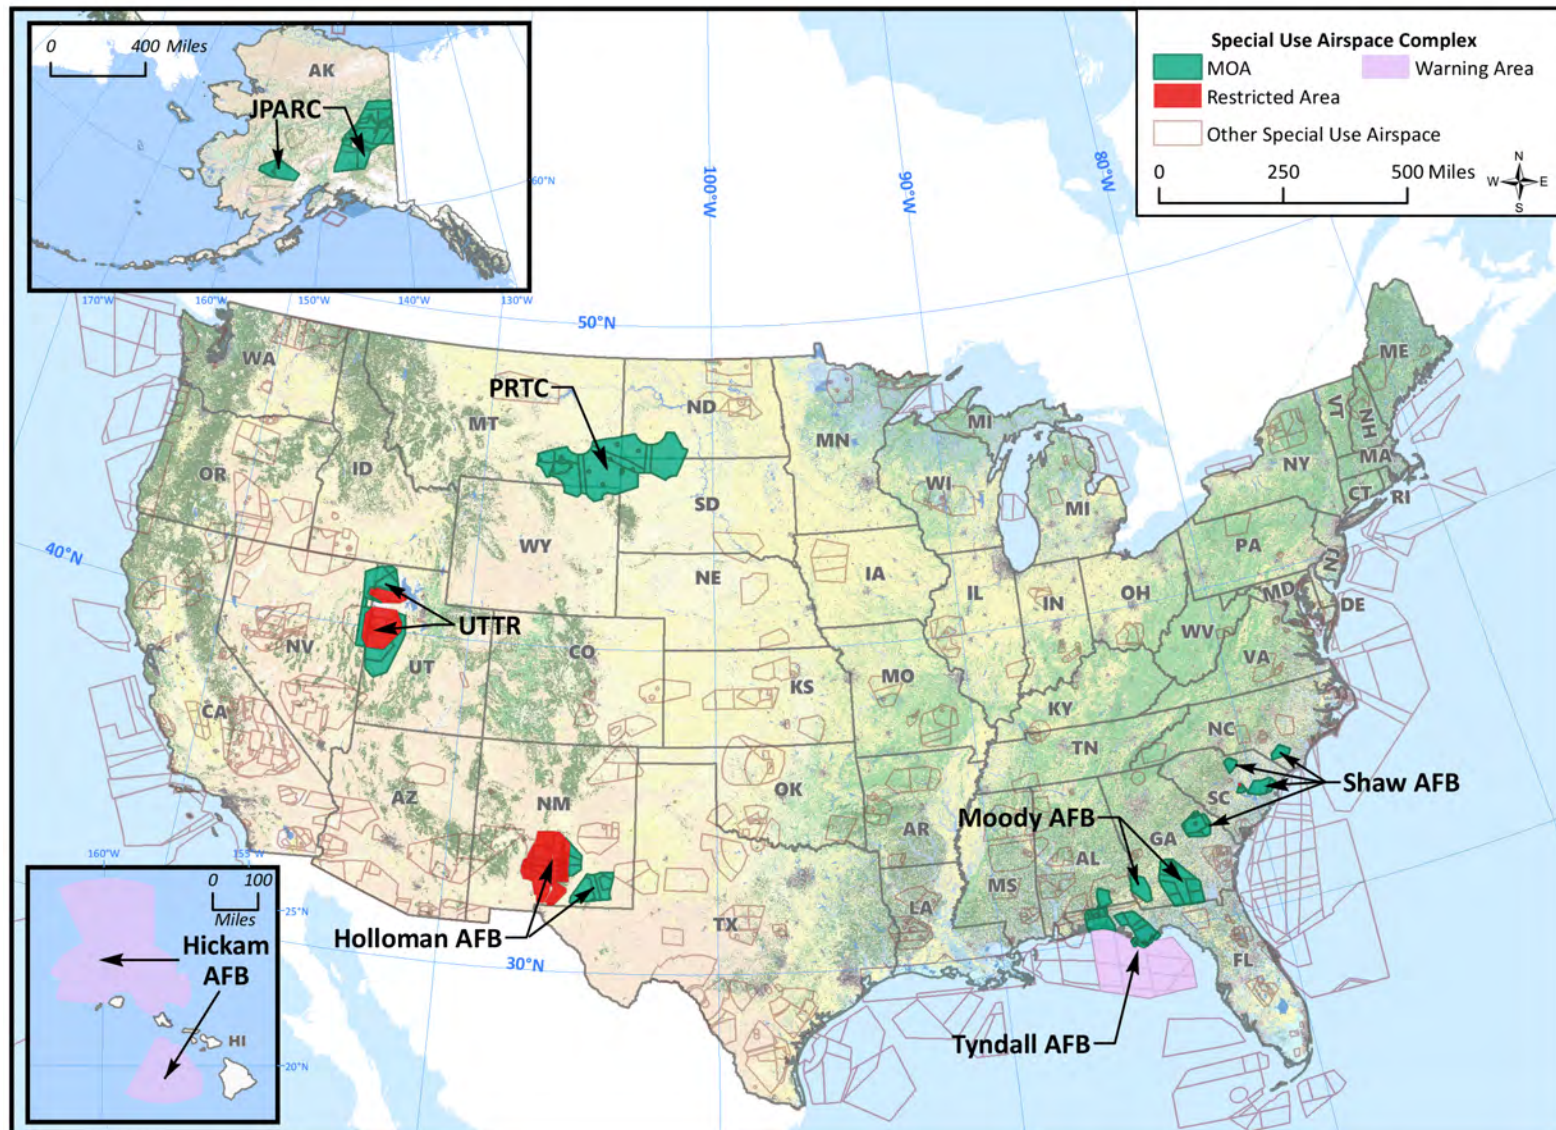 0 400 Miles
AK
JPARC
60°N
170°W
160°W
150°W
140°W
130°W
Special Use Airspace Complex
MOA
Warning Area
Restricted Area
Other Special Use Airspace
0 250 500 Miles
N
W E
S
100°W
90°W
80°W
50°N
40°N
30°N
WA
OR
ID
MT
ND
MN
MI
ME
VT
NH
MA
NY
CT
RI
PRTC
WI
MI
SD
WY
PA
NJ
IA
NE
IL
IN
OH
MD
DE
WV
VA
UTTR
NV
UT
CO
KS
MO
KY
CA
NC
TN
AZ
NM
OK
AR
SC
Shaw AFB
Moody AFB
GA
AL
MS
LA
TX
FL
Holloman AFB
Tyndall AFB
160°W
155°W
0 100
Miles
25°N
Hickam
AFB
HI
20°N